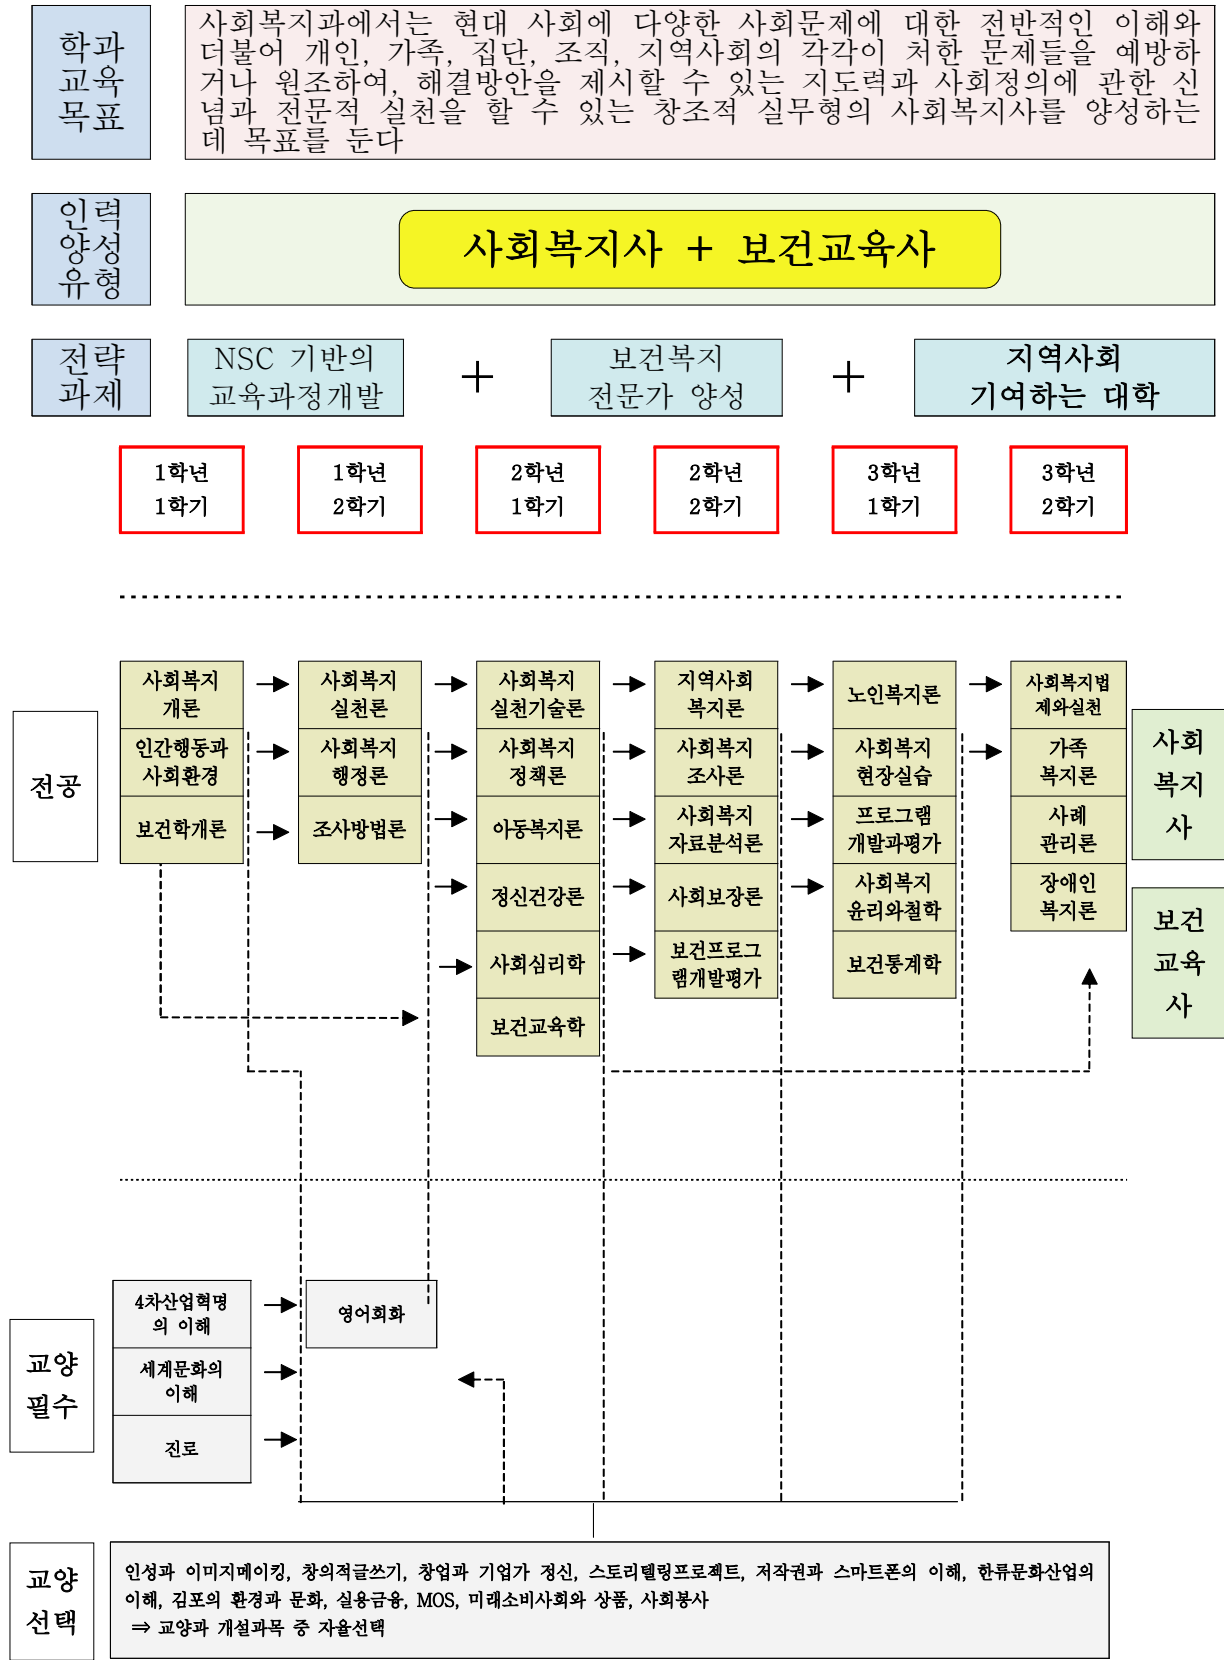 학과
교육
목표
사회복지과에서는 현대 사회에 다양한 사회문제에 대한 전반적인 이해와
더불어 개인, 가족, 집단, 조직, 지역사회의 각각이 처한 문제들을 예방하
거나 원조하여, 해결방안을 제시할 수 있는 지도력과 사회정의에 관한 신
념과 전문적 실천을 할 수 있는 창조적 실무형의 사회복지사를 양성하는
데 목표를 둔다
인력
양성
유형
사회복지사 + 보건교육사
전략
과제
NSC 기반의
교육과정개발
+
보건복지
전문가 양성
+
지역사회
기여하는 대학
1학년
1학기
1학년
2학기
2학년
1학기
2학년
2학기
3학년
1학기
3학년
2학기
전공
사회복지
개론
인간행동과
사회환경
보건학개론
사회복지
실천론
사회복지
행정론
조사방법론
사회복지
실천기술론
사회복지
정책론
아동복지론
정신건강론
사회심리학
보건교육학
지역사회
복지론
사회복지
조사론
사회복지
자료분석론
사회보장론
보건프로그
램개발평가
노인복지론
사회복지
현장실습
프로그램
개발과평가
사회복지
윤리와철학
보건통계학
사회복지법
제와실천
가족
복지론
사례
관리론
장애인
복지론
사회
복지
사
보건
교육
사
교양
필수
4차산업혁명
의 이해
세계문화의
이해
진로
영어회화
교양
선택
인성과 이미지메이킹, 창의적글쓰기, 창업과 기업가 정신, 스토리텔링프로젝트, 저작권과 스마트폰의 이해, 한류문화산업의
이해, 김포의 환경과 문화, 실용금융, MOS, 미래소비사회와 상품, 사회봉사
⇒ 교양과 개설과목 중 자율선택